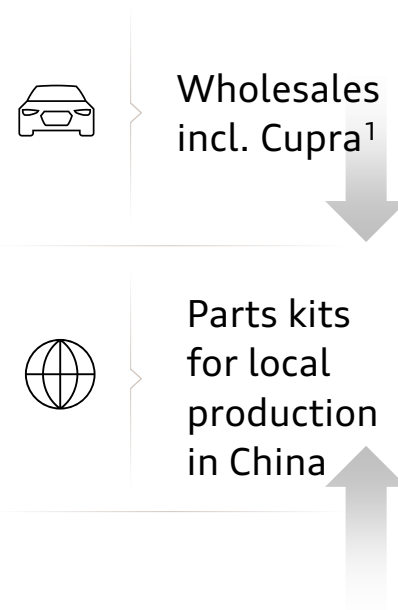 Wholesales
incl. Cupra¹
Parts kits
for local
production
in China